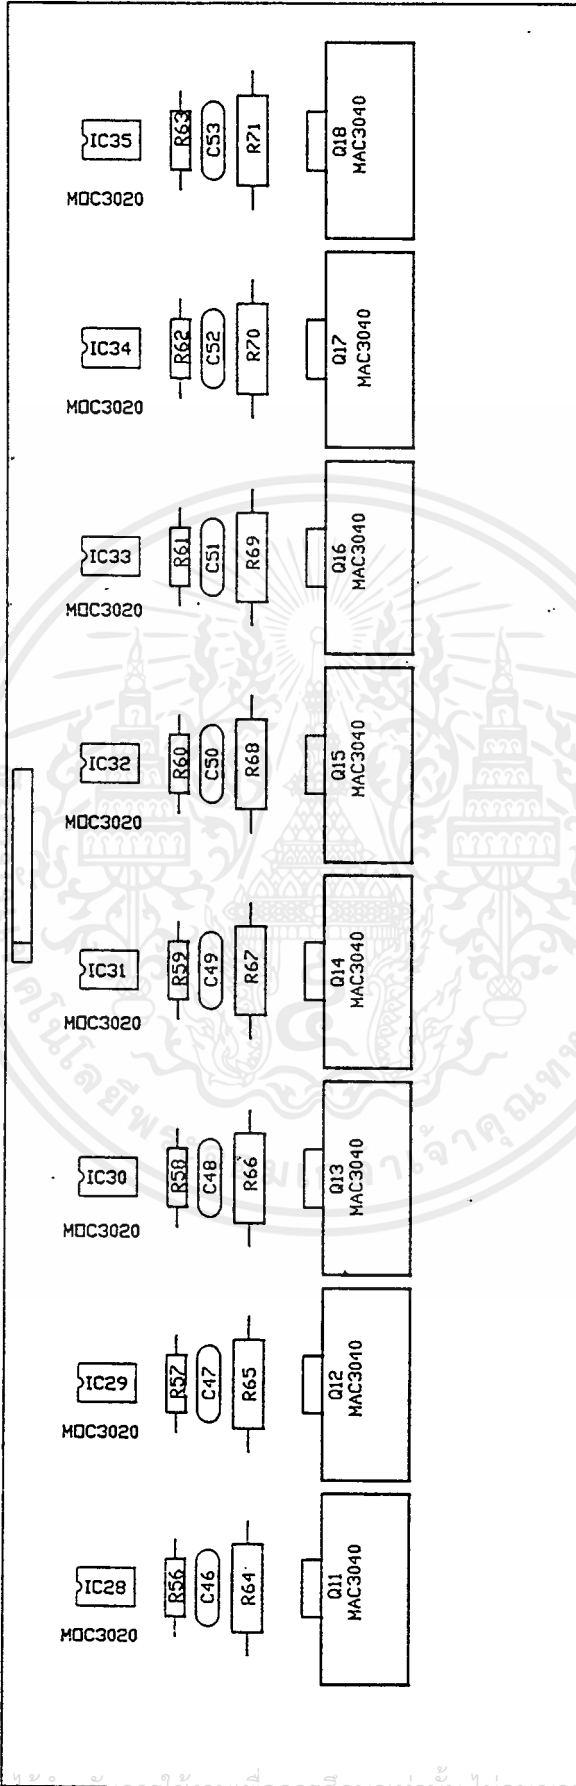 IC35
MOC3020
R63
C53
R71
Q18
MAC3040
IC34
MOC3020
R62
C52
R70
Q17
MAC3040
IC33
MOC3020
R61
C51
R69
Q16
MAC3040
IC32
MOC3020
R60
C50
R68
Q15
MAC3040
IC31
MOC3020
R59
C49
R67
Q14
MAC3040
IC30
MOC3020
R58
C48
R66
Q13
MAC3040
IC29
MOC3020
R57
C47
R65
Q12
MAC3040
IC28
MOC3020
R56
C46
R64
Q11
MAC3040